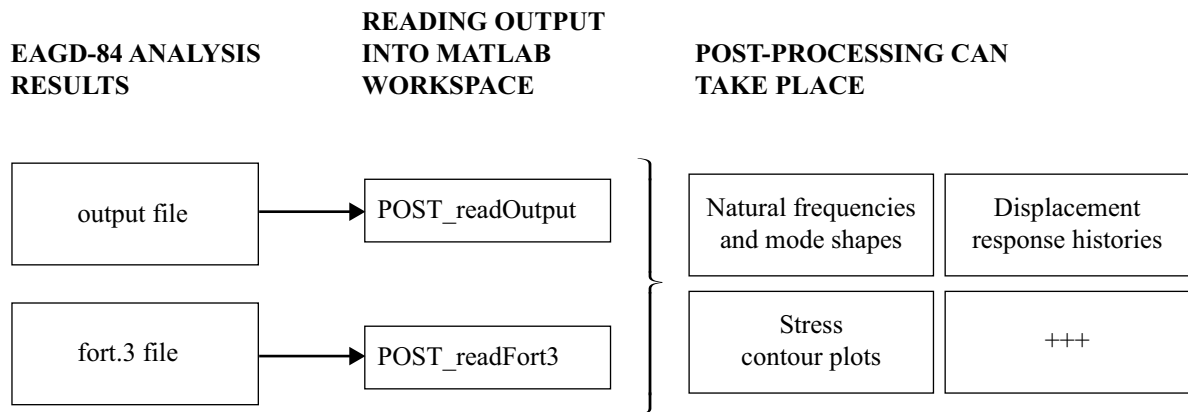 EAGD-84 ANALYSIS
RESULTS
READING OUTPUT
INTO MATLAB
WORKSPACE
POST-PROCESSING CAN
TAKE PLACE
output file
POST_readOutput
Natural frequencies
and mode shapes
Displacement
response histories
fort.3 file
POST_readFort3
Stress
contour plots
+++